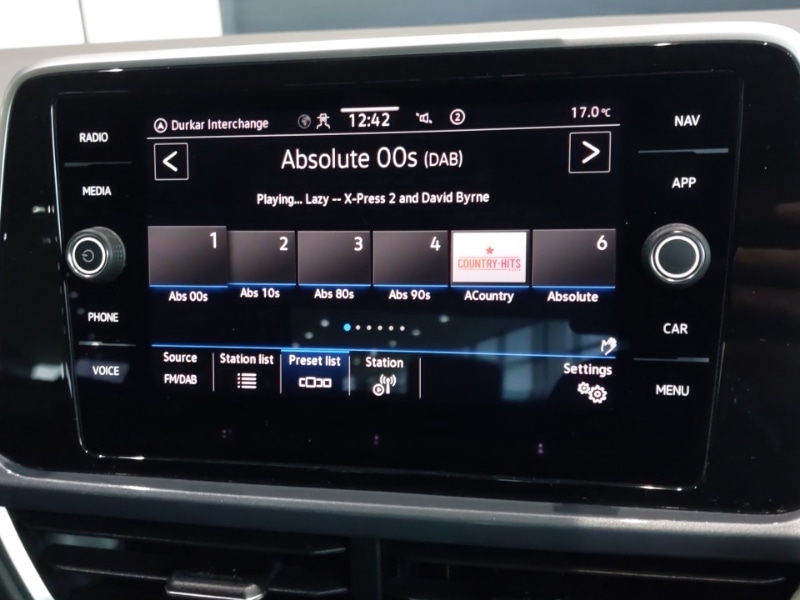 Durkar Interchange 12:42 2 17.0°C
RADIO
NAV
< Absolute 00s (DAB) >
MEDIA
APP
Playing... Lazy -- X-Press 2 and David Byrne
1 2 3 4 COUNTRY-HITS 6
Abs 00s Abs 10s Abs 80s Abs 90s ACountry Absolute
PHONE
CAR
Source Station list Preset list Station Settings
FM/DAB
VOICE
MENU